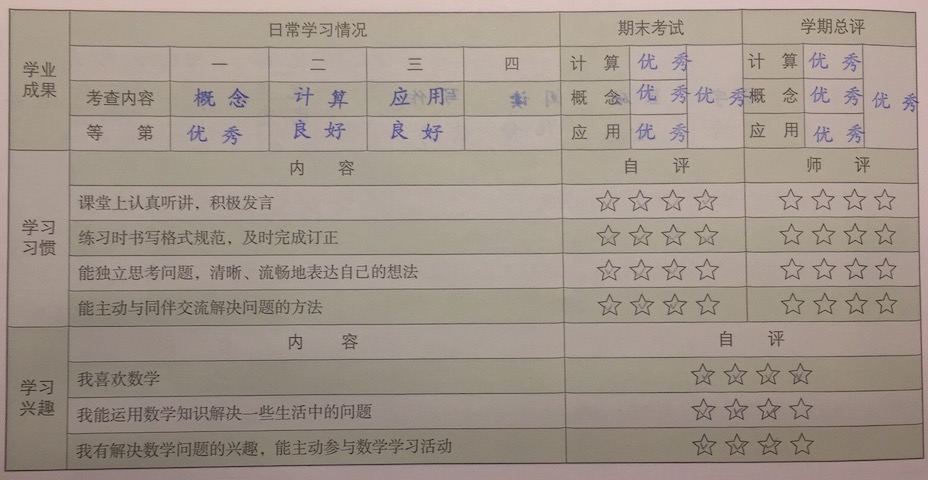 学业成果 日常学习情况 期末考试 学期总评
一 二 三 四 计算 优秀 计算 优秀
考查内容 概念 计算 应用 概念 优秀 优秀 概念 优秀 优秀
等第 优秀 良好 良好 应用 优秀 应用 优秀
学习习惯 内容 自评 师评
课堂上认真听讲，积极发言
练习时书写格式规范，及时完成订正
能独立思考问题，清晰、流畅地表达自己的想法
能主动与同伴交流解决问题的方法
学习兴趣 内容 自评
我喜欢数学
我能运用数学知识解决一些生活中的问题
我有解决数学问题的兴趣，能主动参与数学学习活动